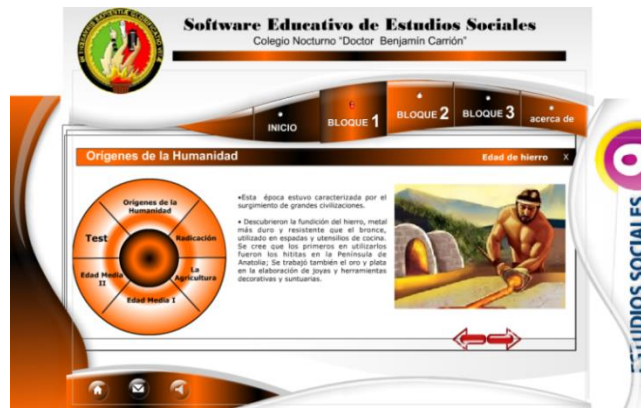 Software Educativo de Estudios Sociales
Colegio Nocturno "Doctor Benjamín Carrión"
INICIO
BLOQUE 1
BLOQUE 2
BLOQUE 3
acerca de
Orígenes de la Humanidad
Edad de hierro X
Orígenes de la
Humanidad
Test
Radicación
Edad Media
II
La
Agricultura
Edad Media I
•Esta época estuvo caracterizada por el
surgimiento de grandes civilizaciones.
• Descubrieron la fundición del hierro, metal
más duro y resistente que el bronce,
utilizado en espadas y utensilios de cocina.
Se cree que los primeros en utilizarlos
fueron los hititas en la Península de
Anatolia; Se trabajó también el oro y plata
en la elaboración de joyas y herramientas
decorativas y suntuarias.
ESTUDIOS SOCIALES